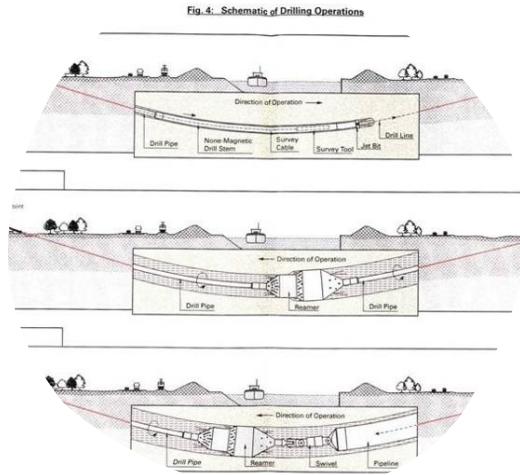 Fig. 4: Schematic of Drilling Operations
Direction of Operation
Drill Pipe
None-Magnetic
Drill Stem
Survey
Cable
Survey Tool
Jet Bit
Drill Line
Direction of Operation
Drill Pipe
Reamer
Drill Pipe
Direction of Operation
Drill Pipe
Reamer
Swivel
Pipeline